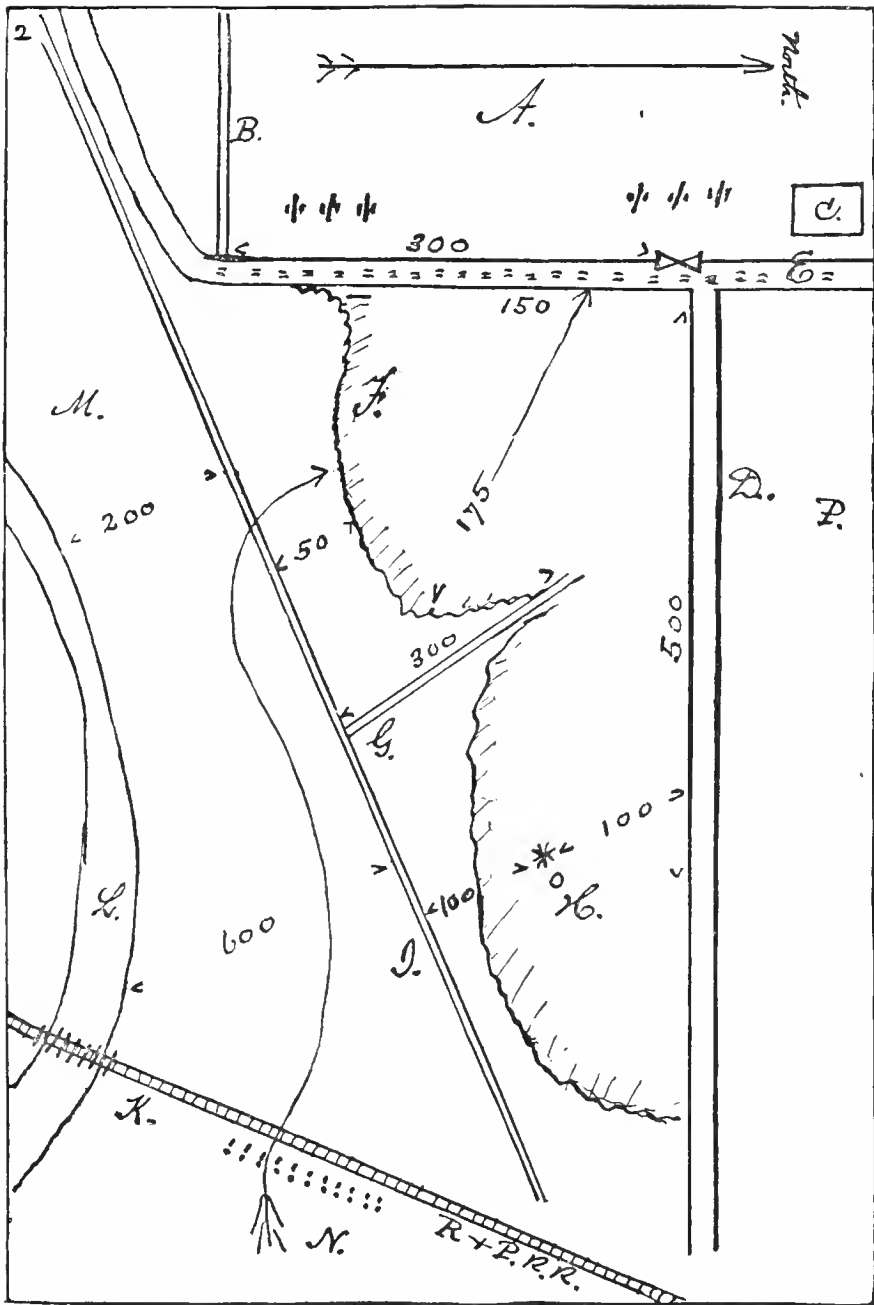 2
North.
A.
B.
C.
300
E
150
F.
M.
175
D.
P.
200
50
500
300
G.
100
100
H.
L.
600
I.
K.
N.
R + P. R. R.